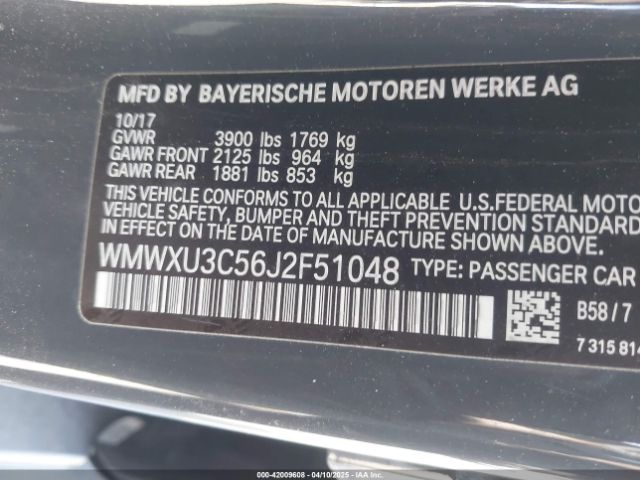 MFD BY BAYERISCHE MOTOREN WERKE AG
10/17
GVWR 3900 lbs 1769 kg
GAWR FRONT 2125 lbs 964 kg
GAWR REAR 1881 lbs 853 kg
THIS VEHICLE CONFORMS TO ALL APPLICABLE U.S.FEDERAL MOTO
VEHICLE SAFETY, BUMPER AND THEFT PREVENTION STANDARD
IN EFFECT ON THE DATE OF MANUFACTURE SHOWN ABOVE.
WMWXU3C56J2F51048 TYPE: PASSENGER CAR
B58 / 7
7 315 814
000-42009608 - 04/10/2025 - IAAI.COM